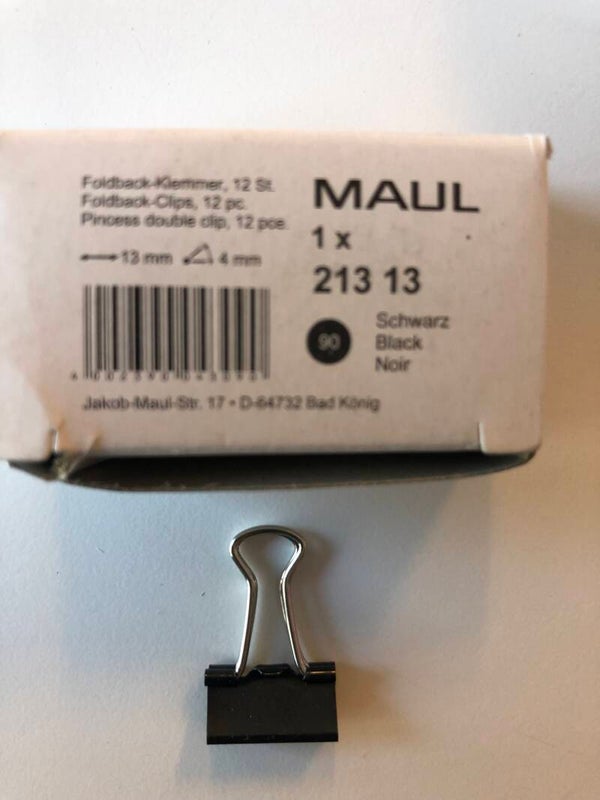 Foldback-Klemmer, 12 St.
Foldback-Clips, 12 pc.
Pincess double clip, 12 pce.
13 mm 4 mm
MAUL
1 x
213 13
90
Schwarz
Black
Noir
Jakob-Maul-Str. 17 • D-64732 Bad König